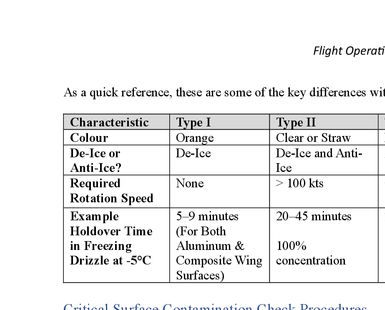 Flight Operati
As a quick reference, these are some of the key differences wit
Characteristic Type I Type II
Colour Orange Clear or Straw
De-Ice or Anti-Ice? De-Ice De-Ice and Anti-Ice
Required Rotation Speed None > 100 kts
Example Holdover Time in Freezing Drizzle at -5°C 5–9 minutes (For Both Aluminum & Composite Wing Surfaces) 20–45 minutes 100% concentration
Critical Surface Contamination Check Procedures